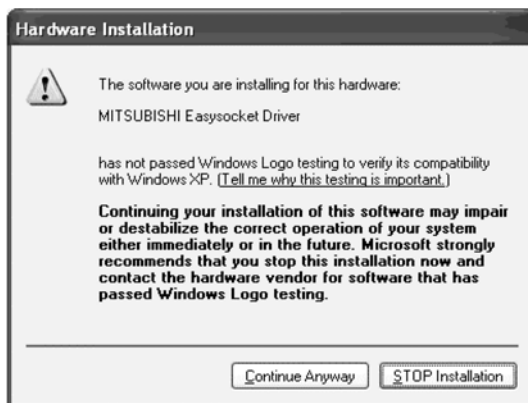 Hardware Installation
The software you are installing for this hardware:
MITSUBISHI Easysocket Driver
has not passed Windows Logo testing to verify its compatibility
with Windows XP. (Tell me why this testing is important.)
Continuing your installation of this software may impair
or destabilize the correct operation of your system
either immediately or in the future. Microsoft strongly
recommends that you stop this installation now and
contact the hardware vendor for software that has
passed Windows Logo testing.
Continue Anyway
STOP Installation